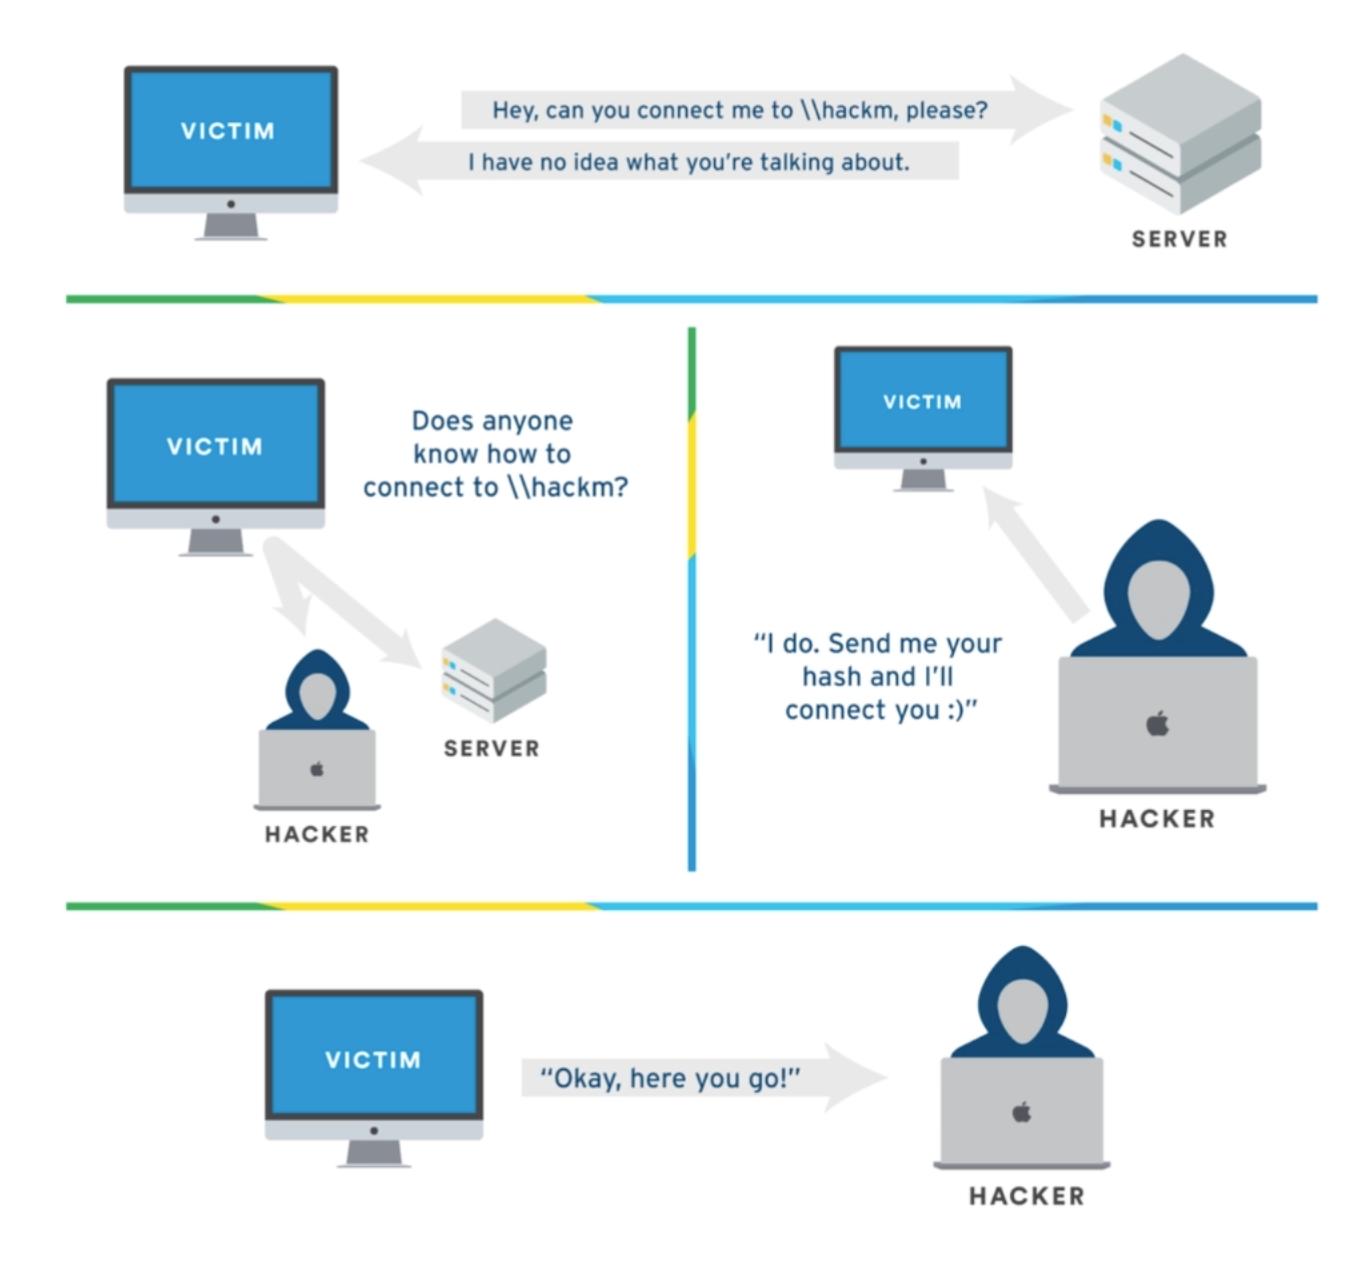 VICTIM
Hey, can you connect me to \\hackm, please?
I have no idea what you're talking about.
SERVER
VICTIM
Does anyone
know how to
connect to \\hackm?
SERVER
HACKER
VICTIM
“I do. Send me your
hash and I'll
connect you :)”
HACKER
VICTIM
“Okay, here you go!”
HACKER